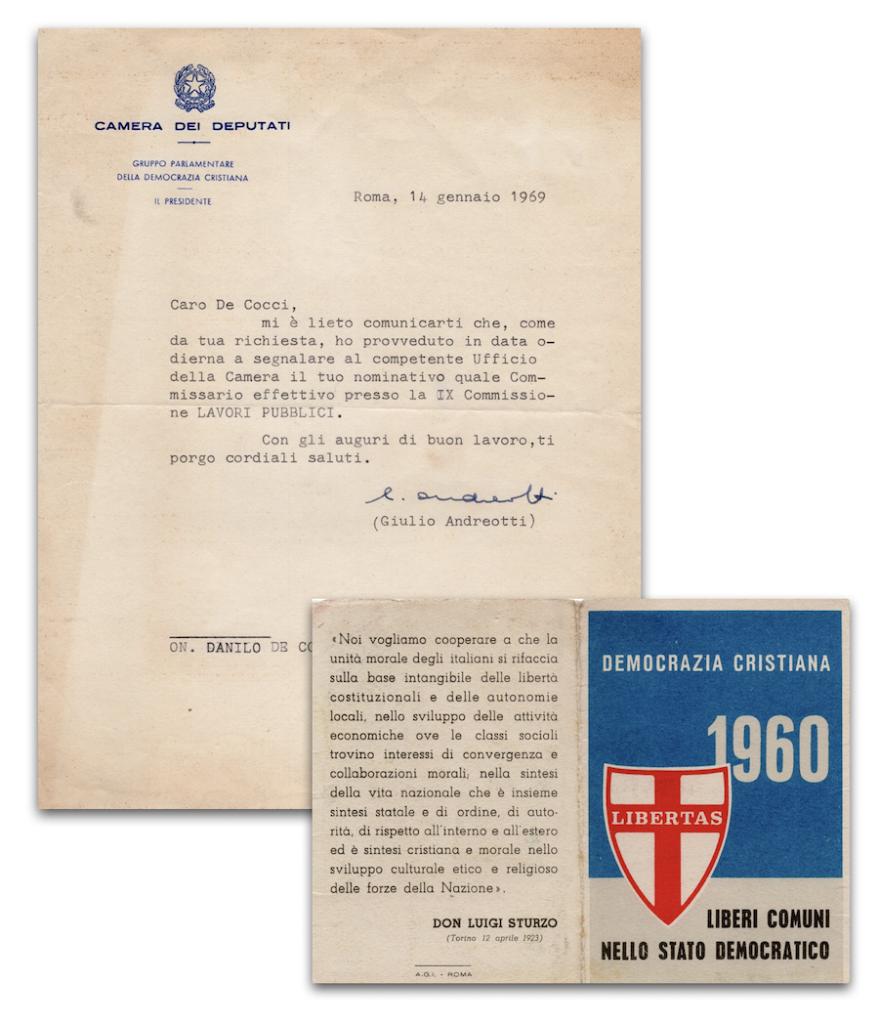 CAMERA DEI DEPUTATI
GRUPPO PARLAMENTARE
DELLA DEMOCRAZIA CRISTIANA
IL PRESIDENTE
Roma, 14 gennaio 1969
Caro De Cocci,
mi è lieto comunicarti che, come
da tua richiesta, ho provveduto in data o-
dierna a segnalare al competente Ufficio
della Camera il tuo nominativo quale Com-
missario effettivo presso la IX Commissio-
ne LAVORI PUBBLICI.
Con gli auguri di buon lavoro,ti
porgo cordiali saluti.
(Giulio Andreotti)
ON. DANILO DE CO
«Noi vogliamo cooperare a che la
unità morale degli italiani si rifaccia
sulla base intangibile delle libertà
costituzionali e delle autonomie
locali, nello sviluppo delle attività
economiche ove le classi sociali
trovino interessi di convergenza e
collaborazioni morali; nella sintesi
della vita nazionale che è insieme
sintesi statale e di ordine, di auto-
rità, di rispetto all'interno e all'estero
ed è sintesi cristiana e morale nello
sviluppo culturale etico e religioso
delle forze della Nazione».
DON LUIGI STURZO
(Torino 12 aprile 1923)
A.G.I. - ROMA
DEMOCRAZIA CRISTIANA
1960
LIBERTAS
LIBERI COMUNI
NELLO STATO DEMOCRATICO